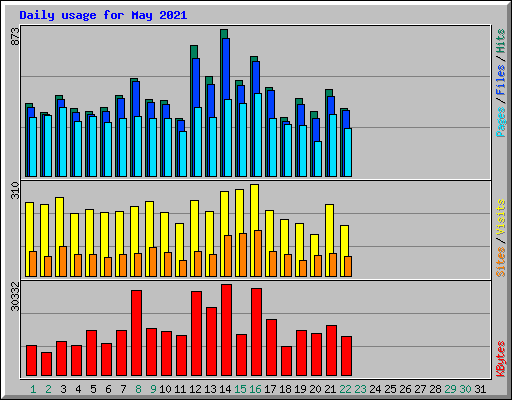 Daily usage for May 2021
873
Pages/Files/Hits
310
Sites/Visits
30332
KBytes
1 2 3 4 5 6 7 8 9 10 11 12 13 14 15 16 17 18 19 20 21 22 23 24 25 26 27 28 29 30 31